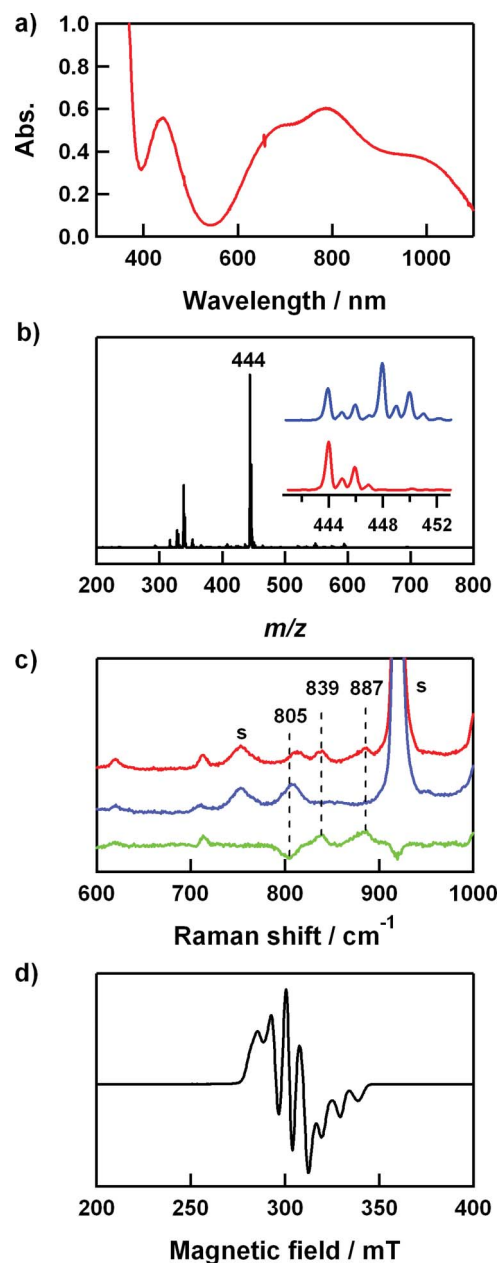 a)
1.0
0.8
0.6
0.4
0.2
0.0
Abs.
400 600 800 1000
Wavelength / nm
b)
444
444 448 452
200 300 400 500 600 700 800
m/z
c)
s
805
839
887
s
600 700 800 900 1000
Raman shift / cm-1
d)
200 250 300 350 400
Magnetic field / mT